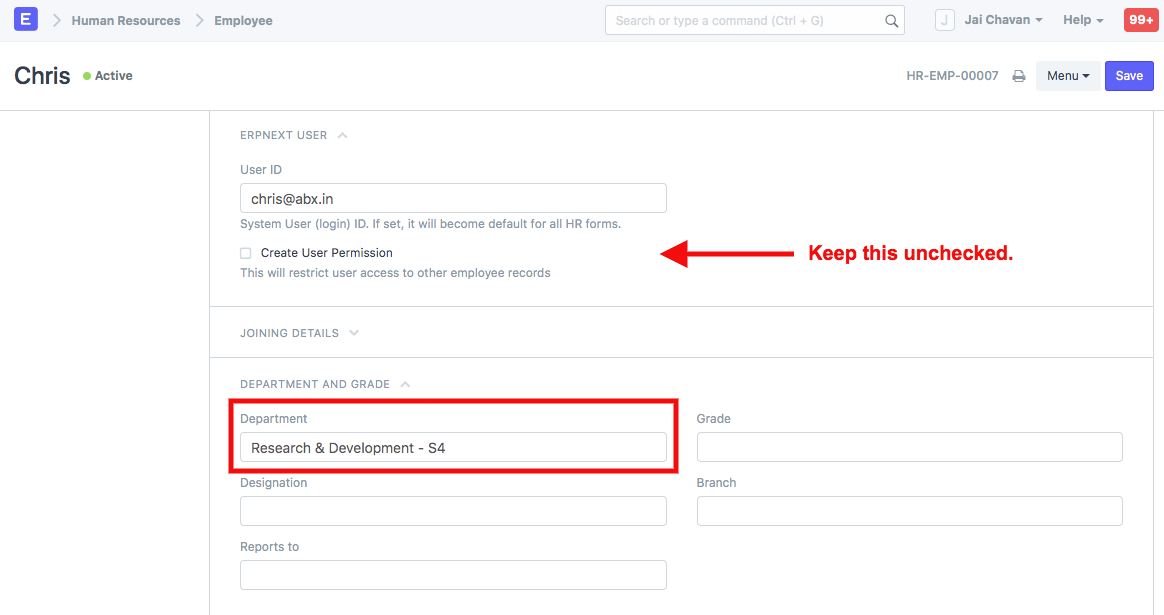 E Human Resources Employee Search or type a command (Ctrl + G) J Jai Chavan Help 99+
Chris Active HR-EMP-00007 Menu Save
ERPNEXT USER
User ID
chris@abx.in
System User (login) ID. If set, it will become default for all HR forms.
Create User Permission Keep this unchecked.
This will restrict user access to other employee records
JOINING DETAILS
DEPARTMENT AND GRADE
Department Grade
Research & Development - S4
Designation Branch
Reports to